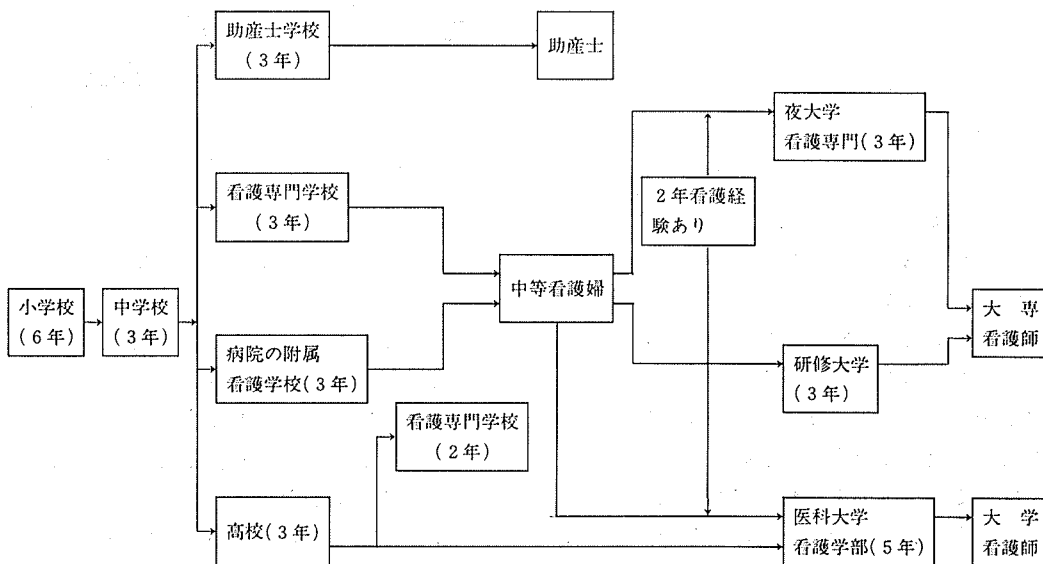 助産士学校
(3年)
助産士
夜大学
看護専門(3年)
看護専門学校
(3年)
2年看護経
験あり
中等看護婦
小学校
(6年)
中学校
(3年)
大専
看護師
病院の附属
看護学校(3年)
研修大学
(3年)
看護専門学校
(2年)
高校(3年)
医科大学
看護学部(5年)
大学
看護師